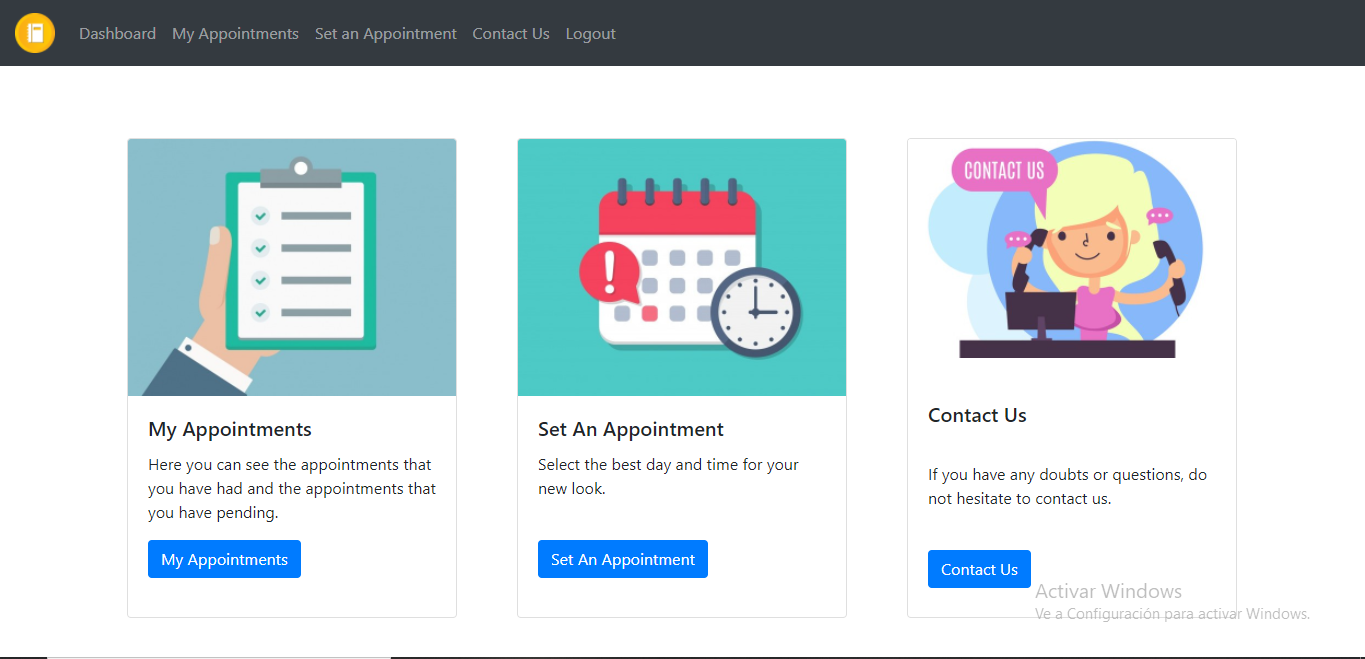 Dashboard My Appointments Set an Appointment Contact Us Logout
CONTACT US
My Appointments
Here you can see the appointments that
you have had and the appointments that
you have pending.
My Appointments
Set An Appointment
Select the best day and time for your
new look.
Set An Appointment
Contact Us
If you have any doubts or questions, do
not hesitate to contact us.
Contact Us
Activar Windows
Ve a Configuración para activar Windows.